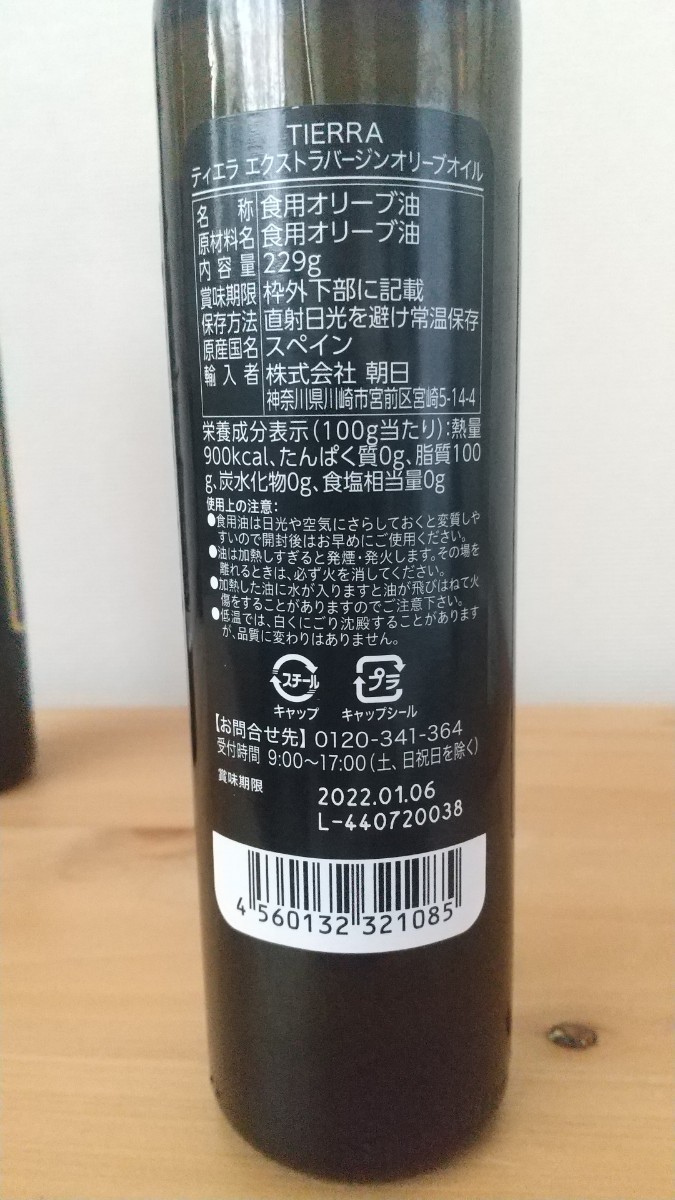 TIERRA
ティエラ エクストラバージンオリーブオイル
名称 食用オリーブ油
原材料名 食用オリーブ油
内容量 229g
賞味期限 枠外下部に記載
保存方法 直射日光を避け常温保存
原産国名 スペイン
輸入者 株式会社 朝日
神奈川県川崎市宮前区宮崎5-14-4
栄養成分表示(100g当たり):熱量
900kcal、たんぱく質0g、脂質100
g、炭水化物0g、食塩相当量0g
使用上の注意:
●食用油は日光や空気にさらしておくと変質しや
すいので開封後はお早めにご使用ください。
●油は加熱しすぎると発煙・発火します。その場を
離れるときは、必ず火を消してください。
●加熱した油に水が入りますと油が飛びはねて火
傷をすることがありますのでご注意下さい。
●低温では、白くにごり沈殿することがあります
が、品質に変わりはありません。
スチール プラ
キャップ キャップシール
【お問合せ先】0120-341-364
受付時間 9:00～17:00(土、日祝日を除く)
賞味期限
2022.01.06
L-440720038
4 560132 321085